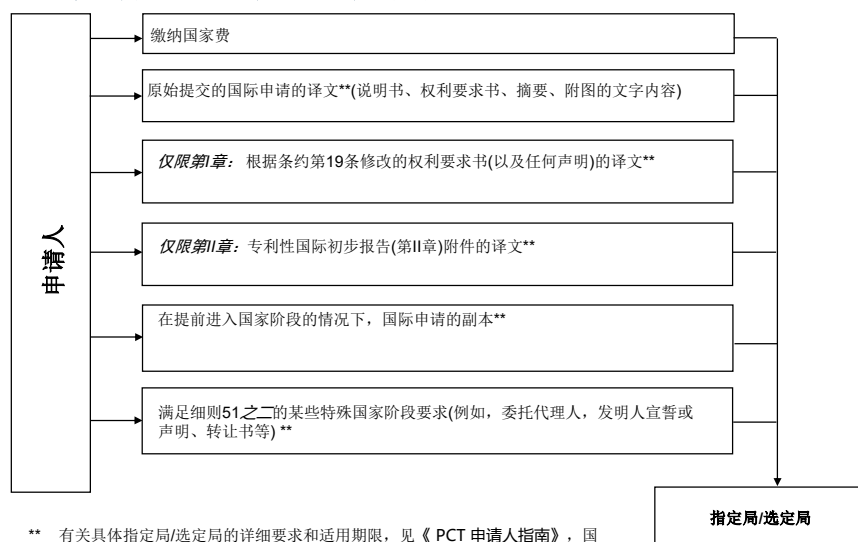 缴纳国家费
原始提交的国际申请的译文**(说明书、权利要求书、摘要、附图的文字内容)
仅限第I章：根据条约第19条修改的权利要求书(以及任何声明)的译文**
申请人
仅限第II章：专利性国际初步报告(第II章)附件的译文**
在提前进入国家阶段的情况下，国际申请的副本**
满足细则51之二的某些特殊国家阶段要求(例如，委托代理人，发明人宣誓或
声明、转让书等) **
指定局/选定局
** 有关具体指定局/选定局的详细要求和适用期限，见《 PCT 申请人指南》，国